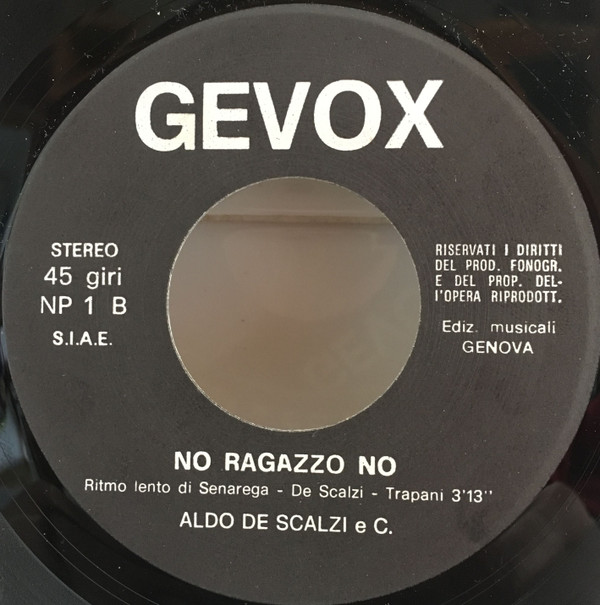 GEVOX
STEREO
45 giri
NP 1 B
S.I.A.E.
RISERVATI I DIRITTI
DEL PROD. FONOGR.
E DEL PROP. DEL-
l'OPERA RIPRODOTT.
Ediz. musicali
GENOVA
NO RAGAZZO NO
Ritmo lento di Senarega - De Scalzi - Trapani 3'13''
ALDO DE SCALZI e C.